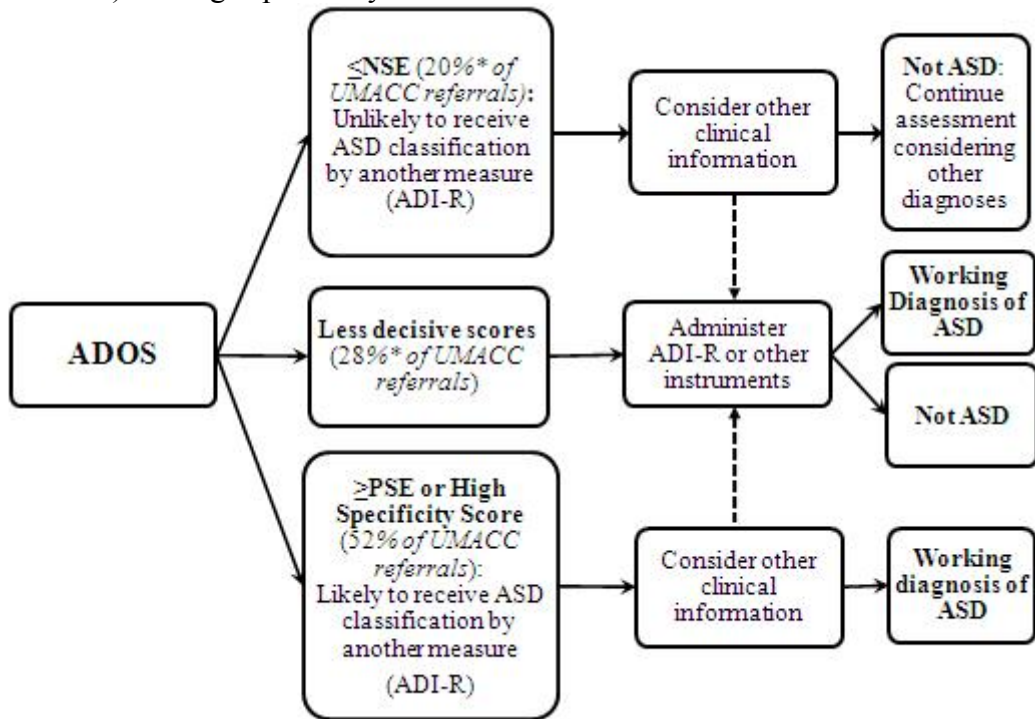 ≤NSE (20%* of
UMACC referrals):
Unlikely to receive
ASD classification
by another measure
(ADI-R)
Consider other
clinical
information
Not ASD:
Continue
assessment
considering
other
diagnoses
ADOS
Less decisive scores
(28%* of UMACC
referrals)
Administer
ADI-R or other
instruments
Working
Diagnosis of
ASD
Not ASD
≥PSE or High
Specificity Score
(52% of UMACC
referrals):
Likely to receive ASD
classification by
another measure
(ADI-R)
Consider other
clinical
information
Working
diagnosis of
ASD